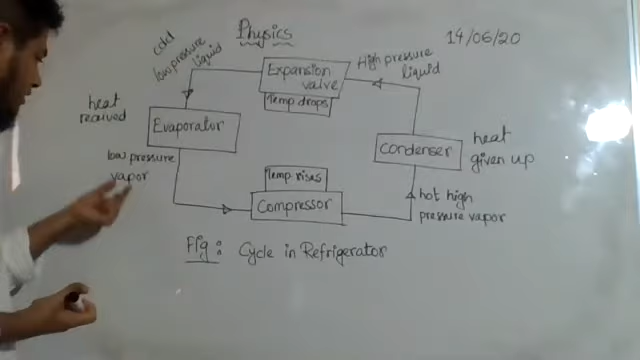 Physics
14/06/20
cold
low pressure
liquid
Expansion
valve
Temp drops
High pressure
liquid
heat
received
Evaporator
Condenser
heat
given up
low pressure
vapor
Temp rises
Compressor
hot high
pressure vapor
Fig: Cycle in Refrigerator